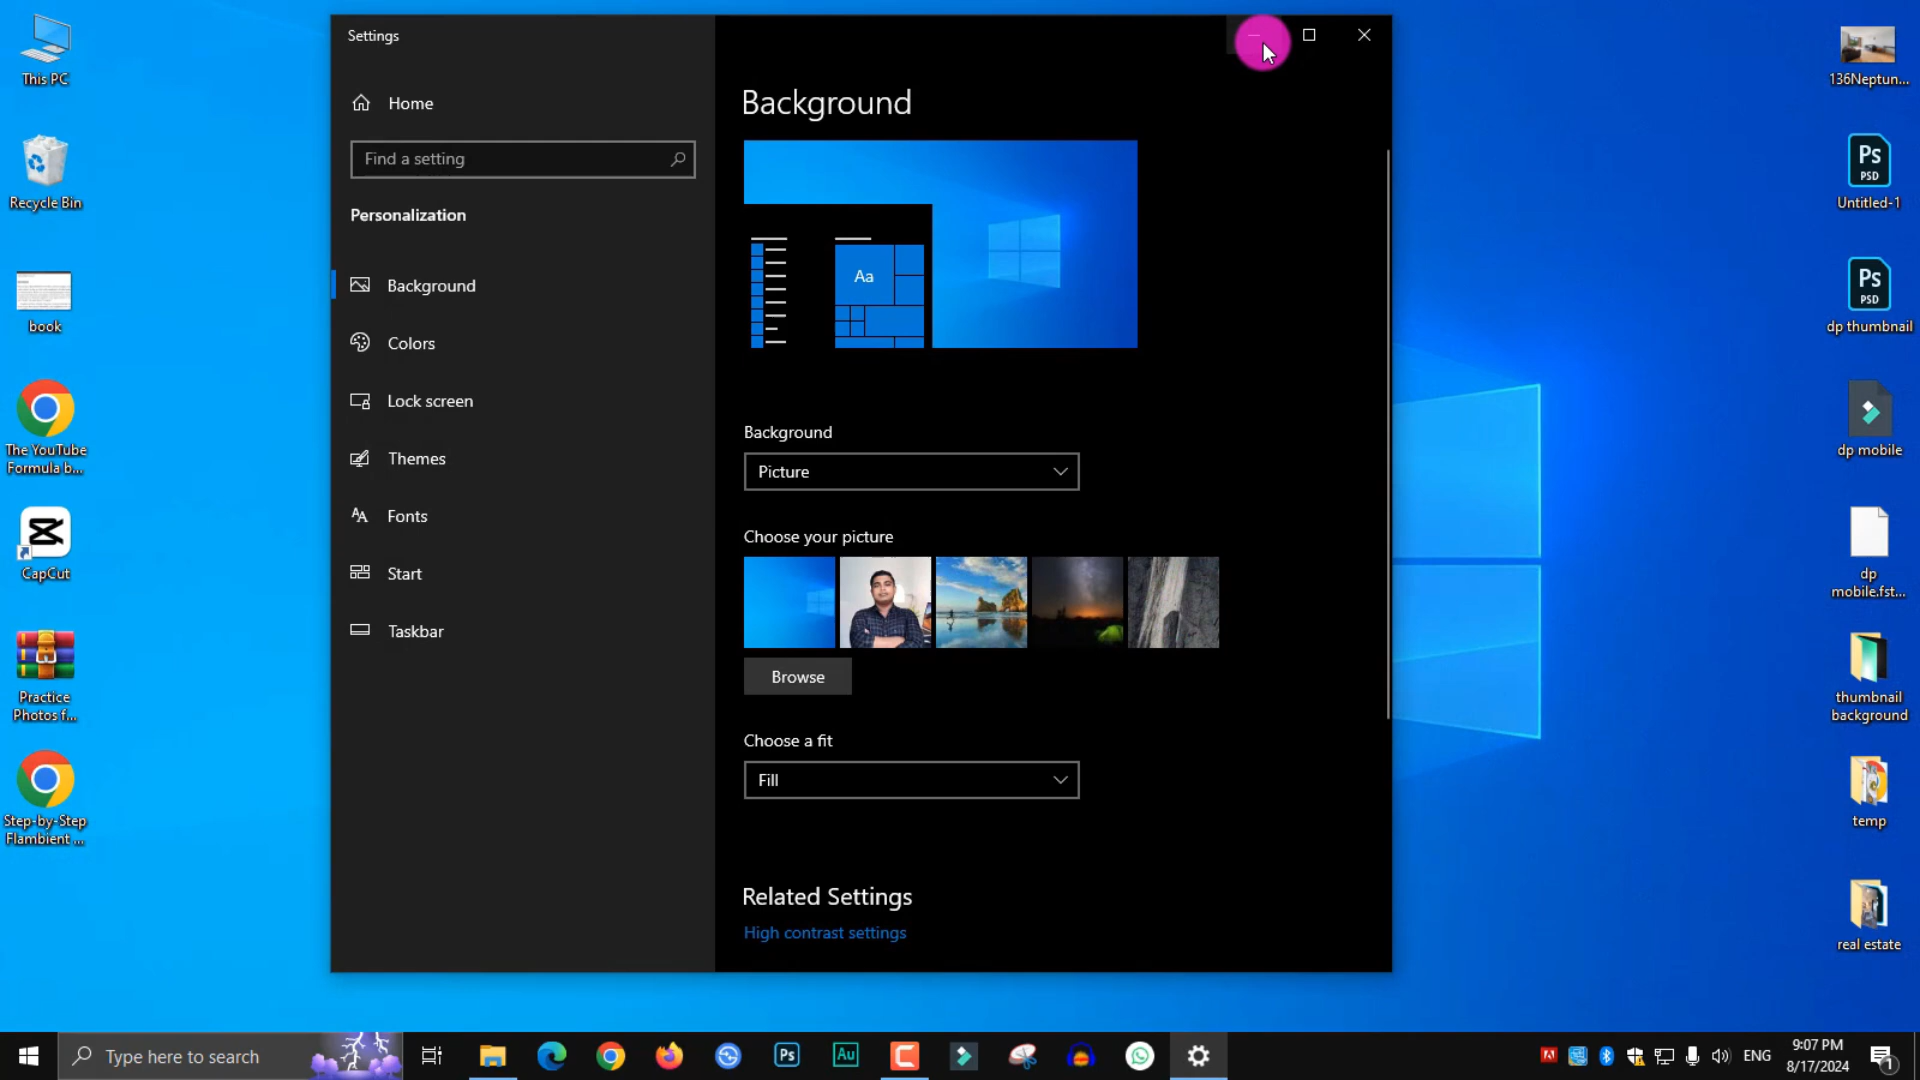 This PC
Recycle Bin
book
The YouTube
Formula b...
CapCut
Practice
Photos f...
Step-by-Step
Flambient ...
Settings
Home
Find a setting
Personalization
Background
Colors
Lock screen
Themes
Fonts
Start
Taskbar
Background
Aa
Background
Picture
Choose your picture
Browse
Choose a fit
Fill
Related Settings
High contrast settings
136Neptun...
Ps
PSD
Untitled-1
Ps
PSD
dp thumbnail
dp mobile
dp
mobile.fst...
thumbnail
background
temp
real estate
Type here to search
Ps
Au
ENG
9:07 PM
8/17/2024
1